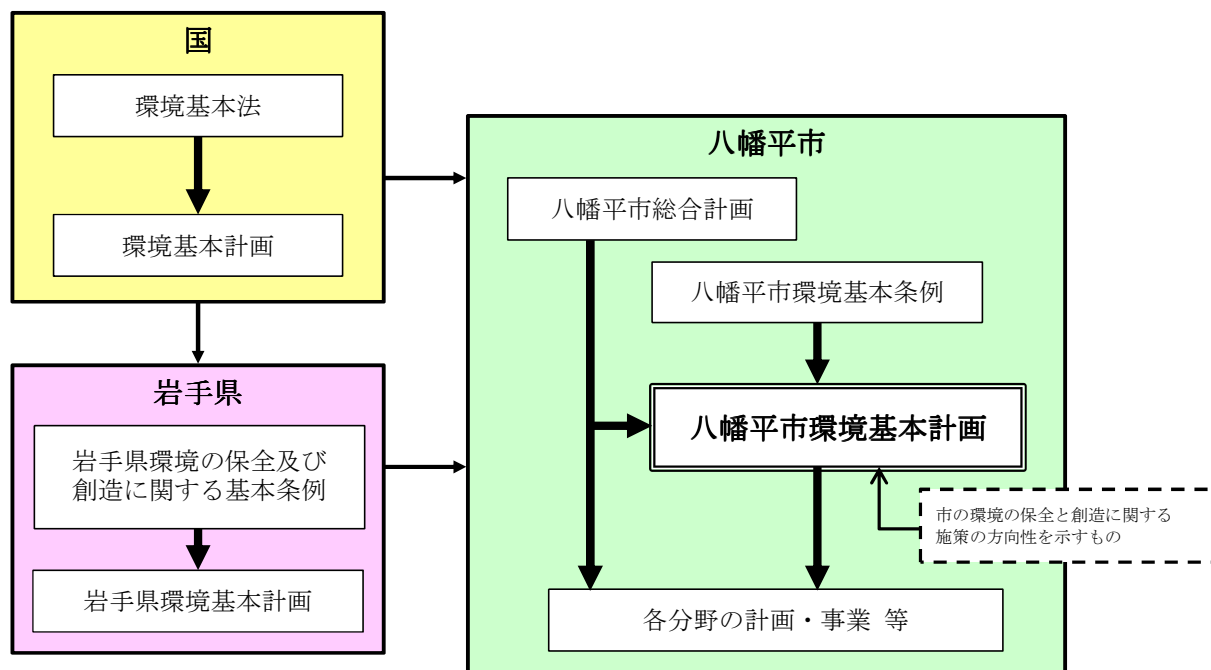 国
環境基本法
環境基本計画
岩手県
岩手県環境の保全及び
創造に関する基本条例
岩手県環境基本計画
八幡平市
八幡平市総合計画
八幡平市環境基本条例
八幡平市環境基本計画
市の環境の保全と創造に関する
施策の方向性を示すもの
各分野の計画・事業 等